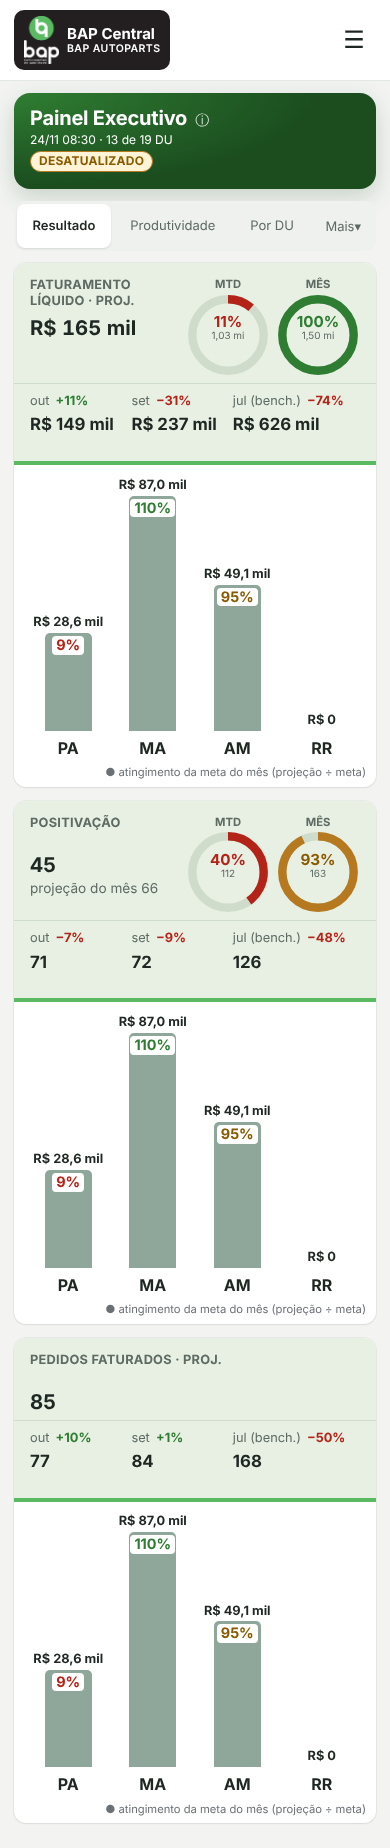 bap
BAP Central
BAP AUTOPARTS
☰
Painel Executivo ⓘ
24/11 08:30 · 13 de 19 DU
DESATUALIZADO
Resultado Produtividade Por DU Mais▾
FATURAMENTO
LÍQUIDO · PROJ.
R$ 165 mil
MTD
11%
1,03 mi
MÊS
100%
1,50 mi
out +11% set −31% jul (bench.) −74%
R$ 149 mil R$ 237 mil R$ 626 mil
R$ 28,6 mil R$ 87,0 mil R$ 49,1 mil R$ 0
9% 110% 95%
PA MA AM RR
● atingimento da meta do mês (projeção ÷ meta)
POSITIVAÇÃO
45
projeção do mês 66
MTD
40%
112
MÊS
93%
163
out −7% set −9% jul (bench.) −48%
71 72 126
R$ 28,6 mil R$ 87,0 mil R$ 49,1 mil R$ 0
9% 110% 95%
PA MA AM RR
● atingimento da meta do mês (projeção ÷ meta)
PEDIDOS FATURADOS · PROJ.
85
out +10% set +1% jul (bench.) −50%
77 84 168
R$ 28,6 mil R$ 87,0 mil R$ 49,1 mil R$ 0
9% 110% 95%
PA MA AM RR
● atingimento da meta do mês (projeção ÷ meta)